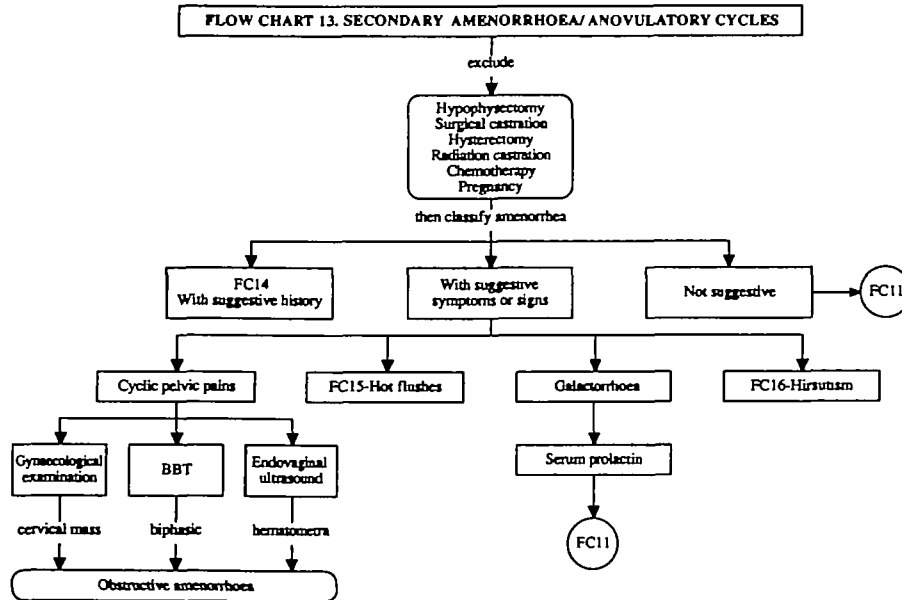 FLOW CHART 13. SECONDARY AMENORRHOEA/ ANOVULATORY CYCLES
exclude
Hypophysectomy
Surgical castration
Hysterectomy
Radiation castration
Chemotherapy
Pregnancy
then classify amenorrhea
FC14
With suggestive history
With suggestive
symptoms or signs
Not suggestive
FC11
Cyclic pelvic pains
FC15-Hot flushes
Galactorrhoea
FC16-Hirsutism
Gynaecological
examination
BBT
Endovaginal
ultrasound
Serum prolactin
cervical mass
biphasic
hematometra
FC11
Obstructive amenorrhoea